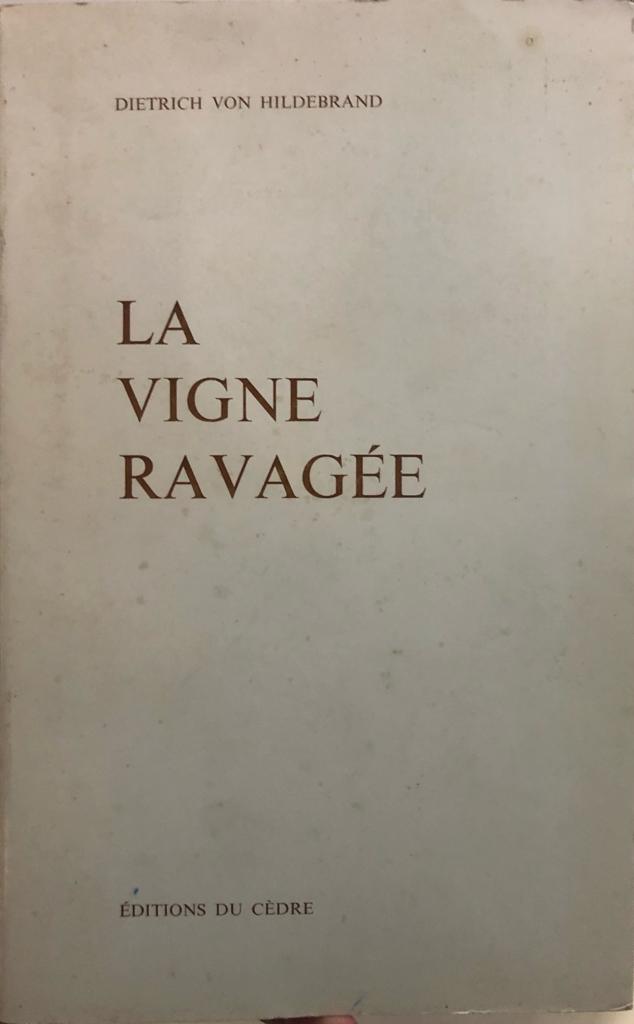 DIETRICH VON HILDEBRAND
LA
VIGNE
RAVAGÉE
ÉDITIONS DU CÈDRE